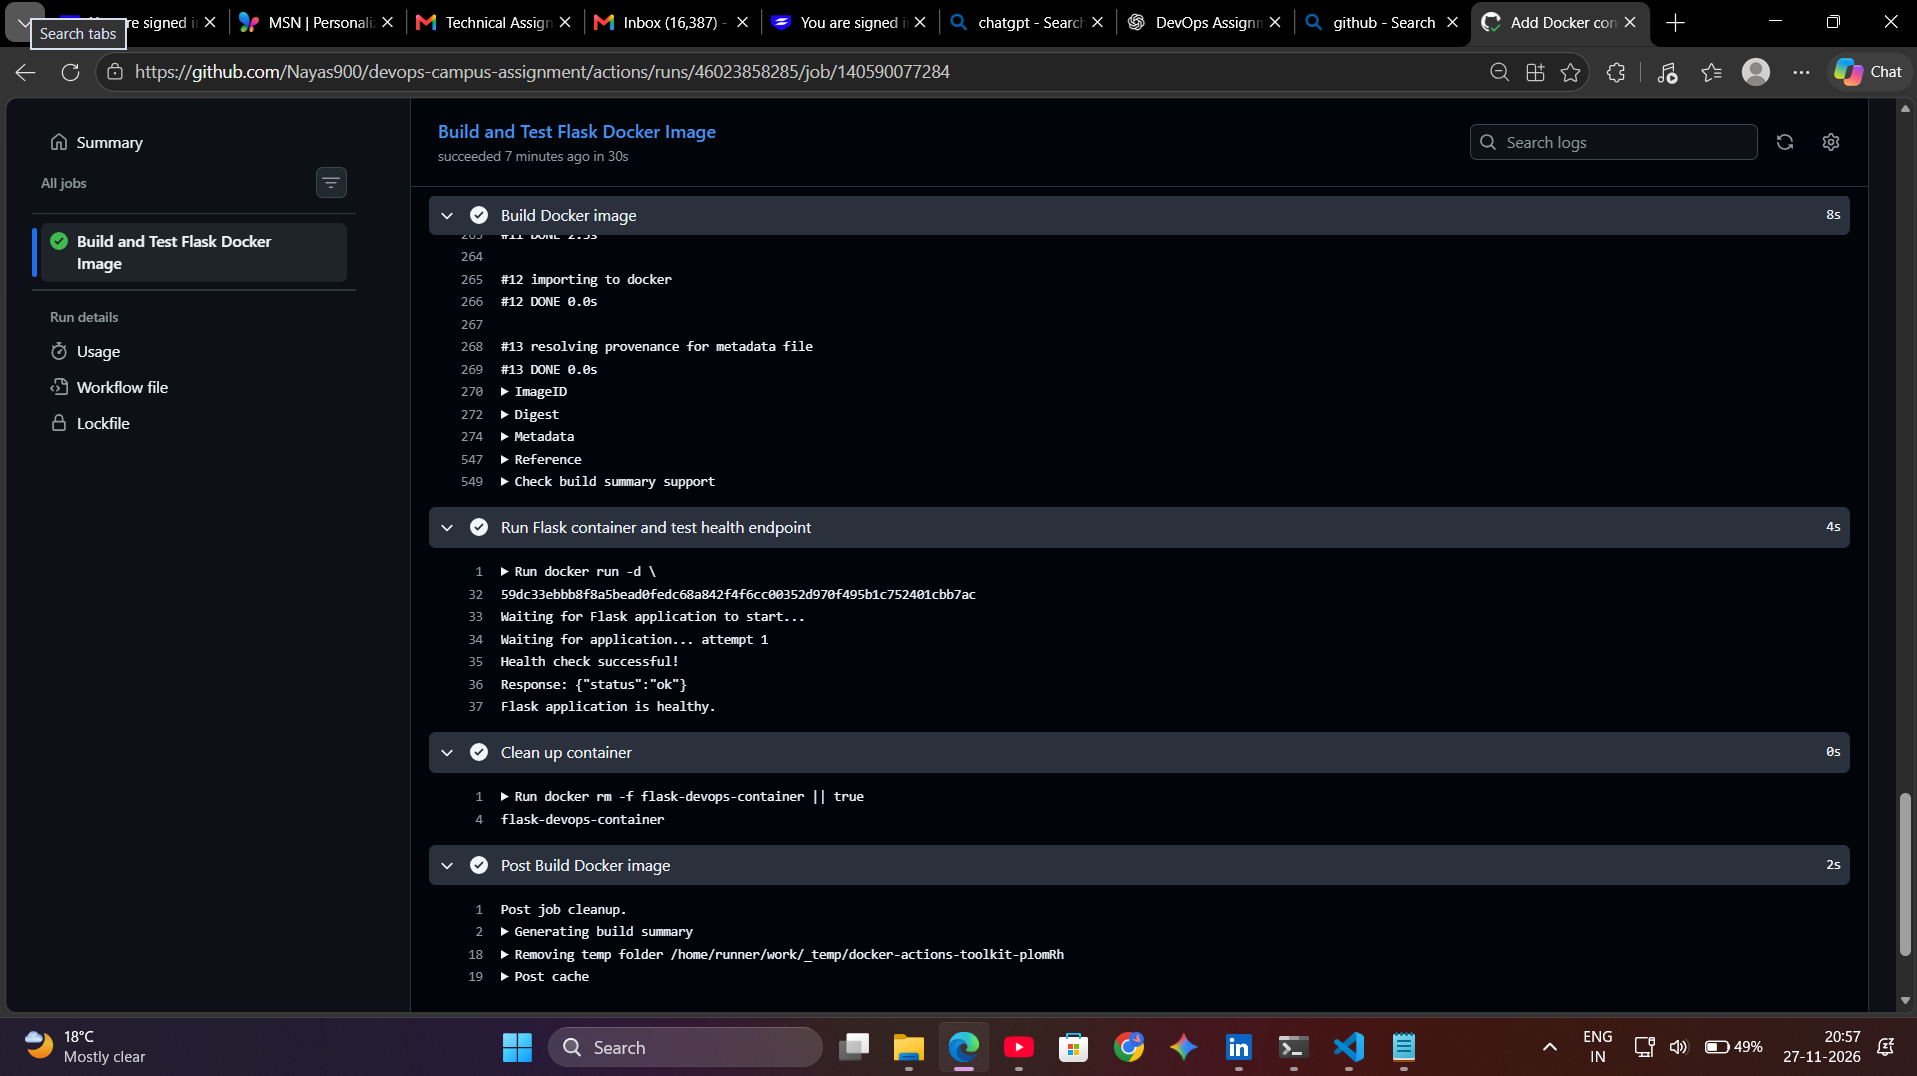 Search tabs
re signed i
MSN | Personali
Technical Assign
Inbox (16,387) -
You are signed i
chatgpt - Search
DevOps Assignm
github - Search
Add Docker con
https://github.com/Nayas900/devops-campus-assignment/actions/runs/46023858285/job/140590077284
Chat
Summary
All jobs
Build and Test Flask Docker
Image
Run details
Usage
Workflow file
Lockfile
Build and Test Flask Docker Image
succeeded 7 minutes ago in 30s
Search logs
Build Docker image 8s
263 #11 DONE 2.5s
264
265 #12 importing to docker
266 #12 DONE 0.0s
267
268 #13 resolving provenance for metadata file
269 #13 DONE 0.0s
270 ImageID
272 Digest
274 Metadata
547 Reference
549 Check build summary support
Run Flask container and test health endpoint 4s
1 Run docker run -d \
32 59dc33ebbb8f8a5bead0fedc68a842f4f6cc00352d970f495b1c752401cbb7ac
33 Waiting for Flask application to start...
34 Waiting for application... attempt 1
35 Health check successful!
36 Response: {"status":"ok"}
37 Flask application is healthy.
Clean up container 0s
1 Run docker rm -f flask-devops-container || true
4 flask-devops-container
Post Build Docker image 2s
1 Post job cleanup.
2 Generating build summary
18 Removing temp folder /home/runner/work/_temp/docker-actions-toolkit-plomRh
19 Post cache
18°C
Mostly clear
Search
ENG
IN
49%
20:57
27-11-2026